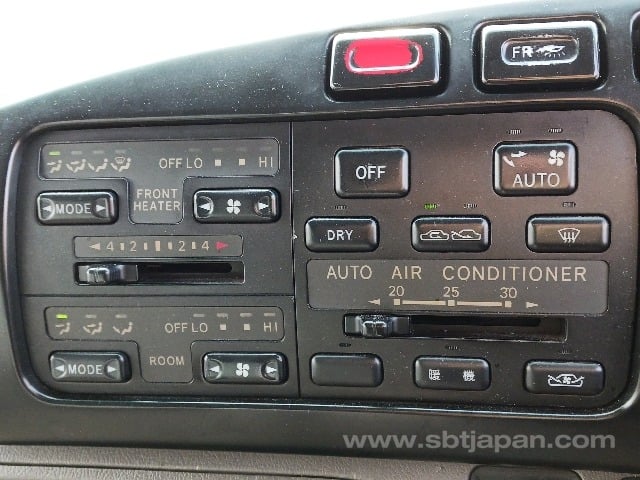 FR
OFF LO HI
MODE
FRONT
HEATER
4 2 2 4
OFF LO HI
MODE
ROOM
OFF
AUTO
DRY
AUTO AIR CONDITIONER
20 25 30
暖機
www.sbtjapan.com